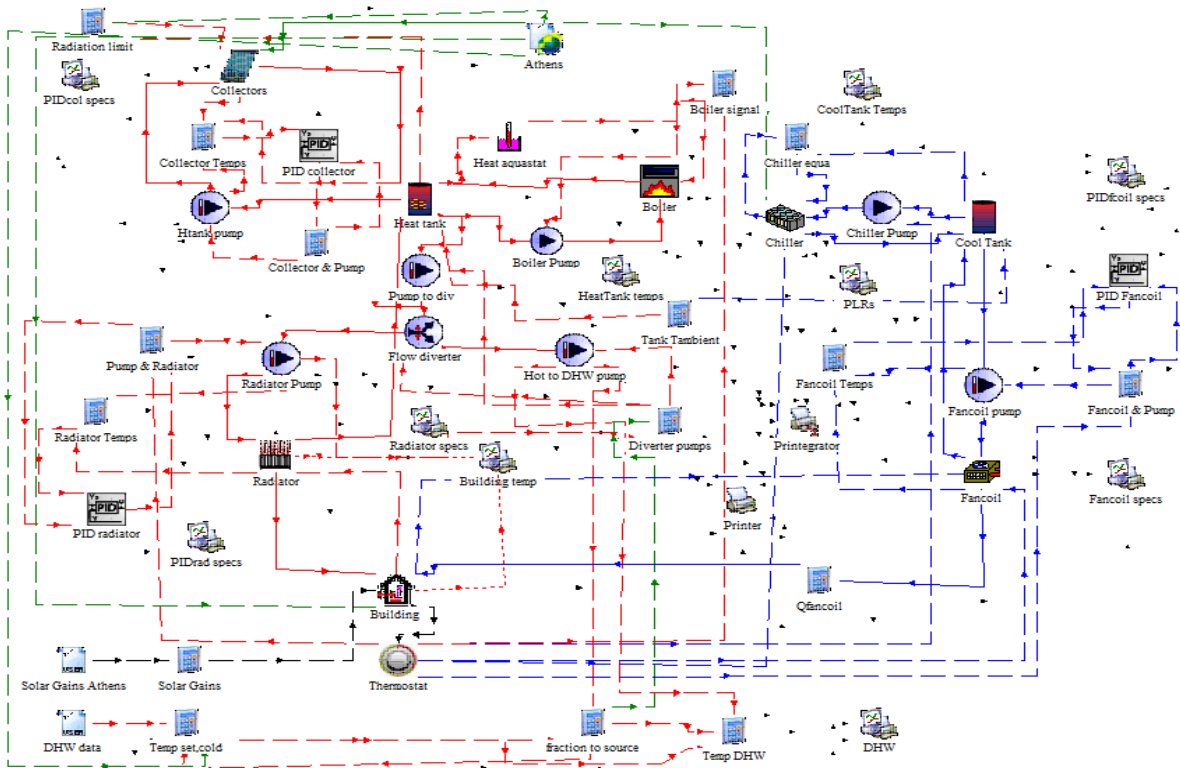 Radiation limit
Athens
PIDcol specs
Collectors
Boiler signal
CoolTank Temps
Collector Temps
PID
PID collector
Heat aquastat
Chiller equa
PIDfcoil specs
Htank pump
Heat tank
Boiler
Chiller
Chiller Pump
Cool Tank
Collector & Pump
Boiler Pump
PID
PID Fancoil
Pump to div
HeatTank temps
PLRs
Tank Tambient
Pump & Radiator
Radiator Pump
Flow diverter
Hot to DHW pump
Fancoil Temps
Fancoil pump
Fancoil & Pump
Radiator Temps
Radiator specs
Diverter pumps
Printegrator
Radiator
Building temp
Fancoil
Fancoil specs
PID
PID radiator
PIDrad specs
Printer
Building
Qfancoil
Solar Gains Athens
Solar Gains
Thermostat
DHW data
Temp set,cold
fraction to source
Temp DHW
DHW